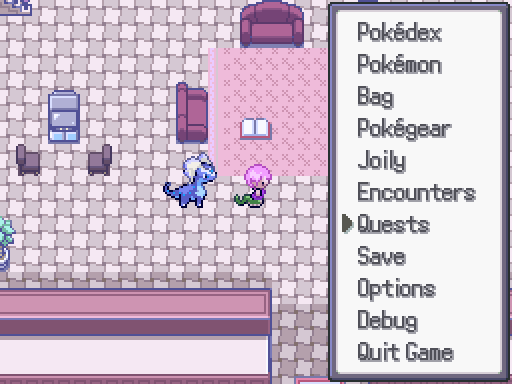 Pokédex
Pokémon
Bag
Pokégear
Joily
Encounters
Quests
Save
Options
Debug
Quit Game